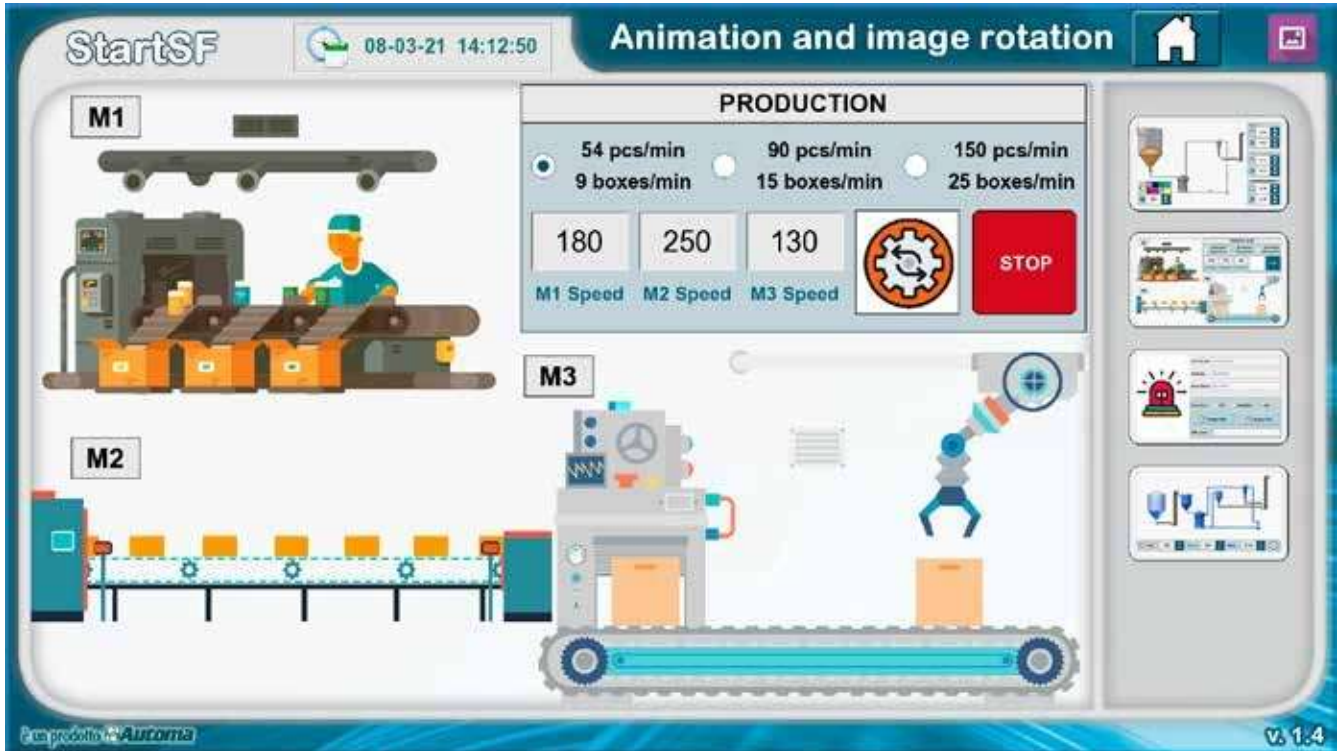 StartSF
08-03-21 14:12:50
Animation and image rotation
M1
PRODUCTION
54 pcs/min
9 boxes/min
90 pcs/min
15 boxes/min
150 pcs/min
25 boxes/min
180
250
130
STOP
M1 Speed
M2 Speed
M3 Speed
M3
M2
è un prodotto Automa
v. 1.4